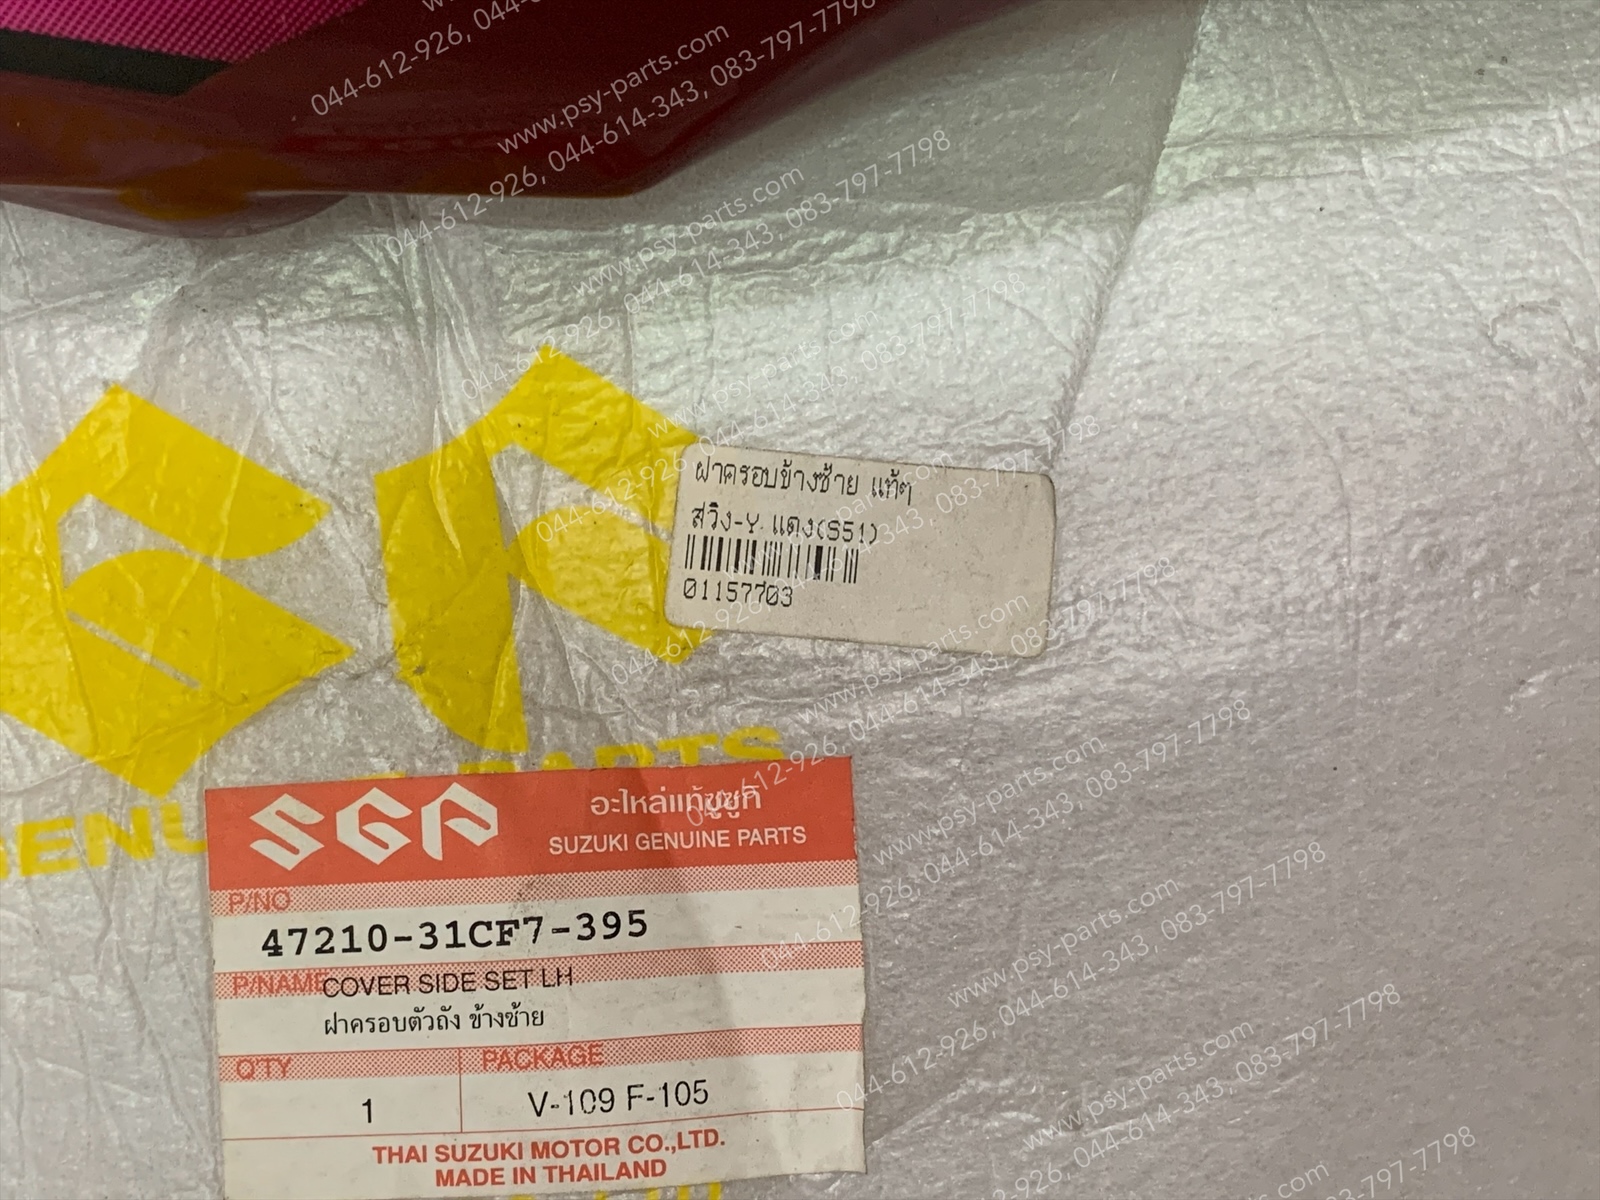 ฝาครอบข้างซ้าย แท้ๆ
สวิง-Y แดง(S51)
01157703
GENUINE PARTS
SGP
อะไหล่แท้ซูซูกิ
SUZUKI GENUINE PARTS
P/NO
47210-31CF7-395
P/NAME COVER SIDE SET LH
ฝาครอบตัวถัง ข้างซ้าย
Q'TY PACKAGE
1 V-109 F-105
THAI SUZUKI MOTOR CO.,LTD.
MADE IN THAILAND
www.psy-parts.com
044-612-926, 044-614-343, 083-797-7798